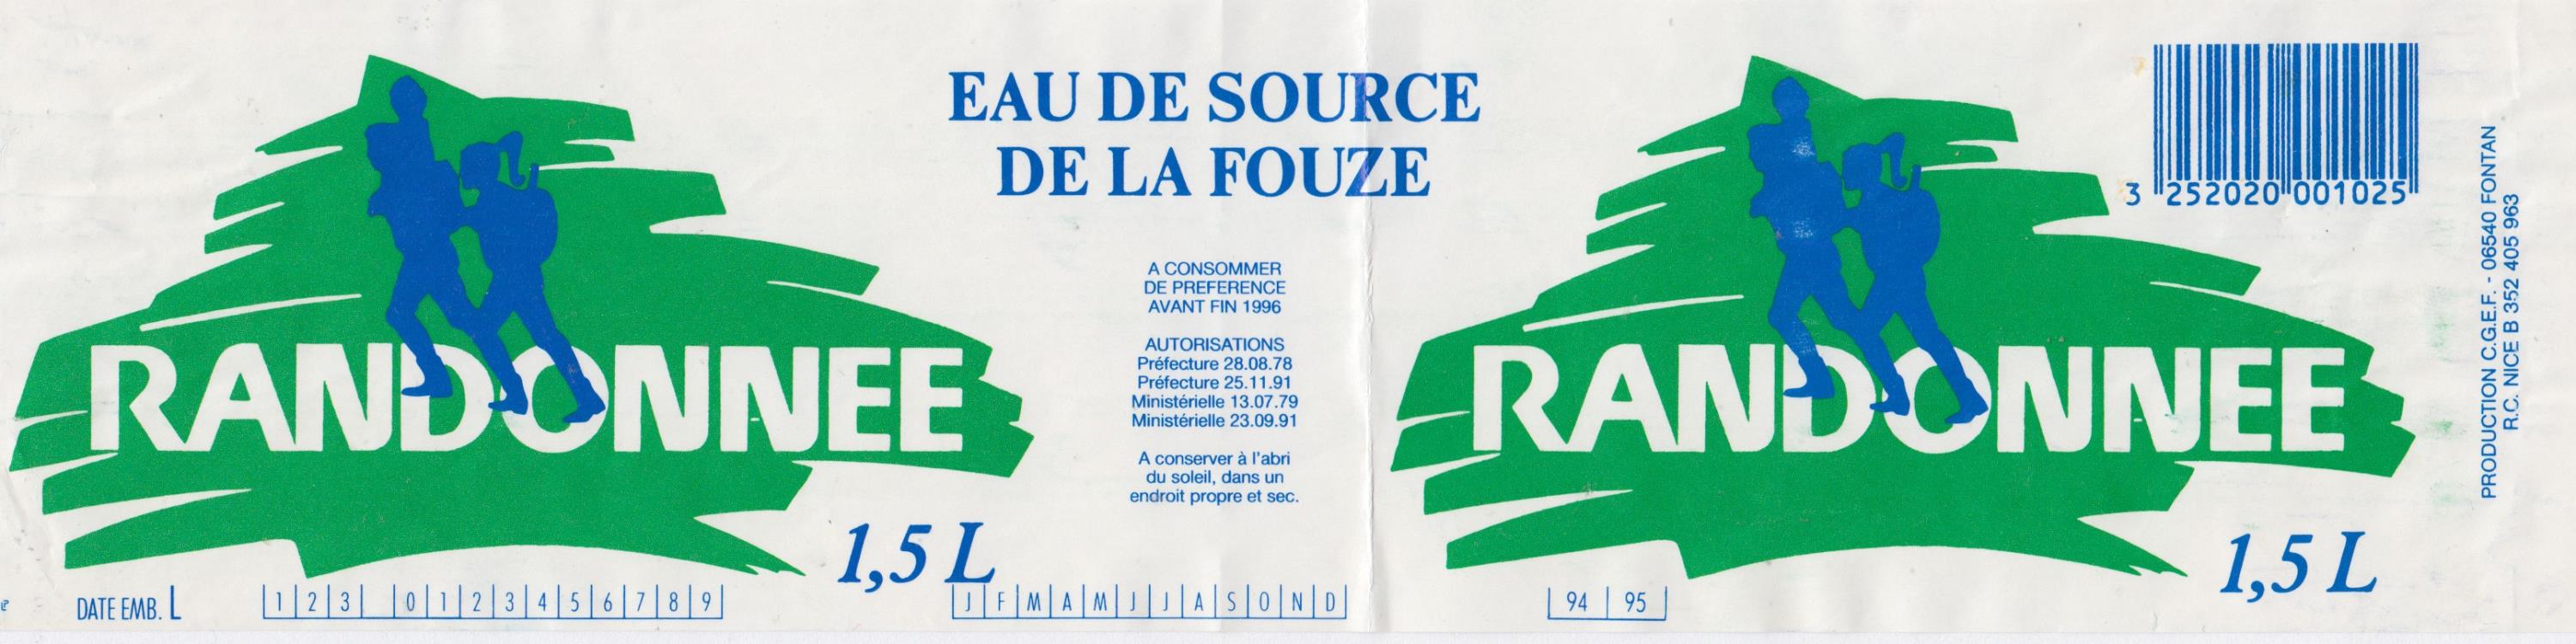 RANDONNEE
1,5 L
DATE EMB. L
1 2 3 0 1 2 3 4 5 6 7 8 9
EAU DE SOURCE
DE LA FOUZE
A CONSOMMER
DE PREFERENCE
AVANT FIN 1996
AUTORISATIONS
Préfecture 28.08.78
Préfecture 25.11.91
Ministérielle 13.07.79
Ministérielle 23.09.91
A conserver à l'abri
du soleil, dans un
endroit propre et sec.
J F M A M J J A S O N D
RANDONNEE
1,5 L
94 95
3 252020 001025
PRODUCTION C.G.E.F. - 06540 FONTAN
R.C. NICE B 352 405 963